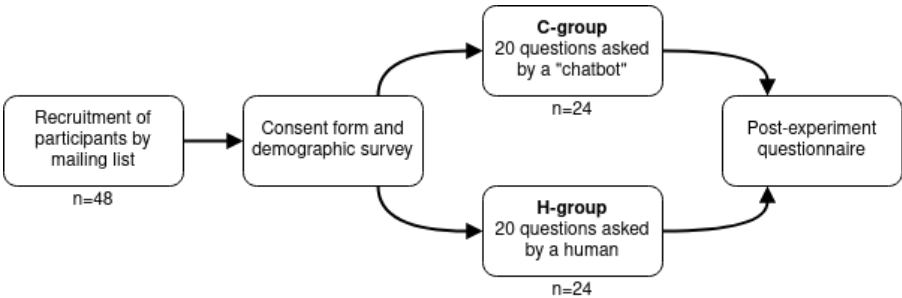 Recruitment of
participants by
mailing list
n=48
Consent form and
demographic survey
C-group
20 questions asked
by a "chatbot"
n=24
H-group
20 questions asked
by a human
n=24
Post-experiment
questionnaire